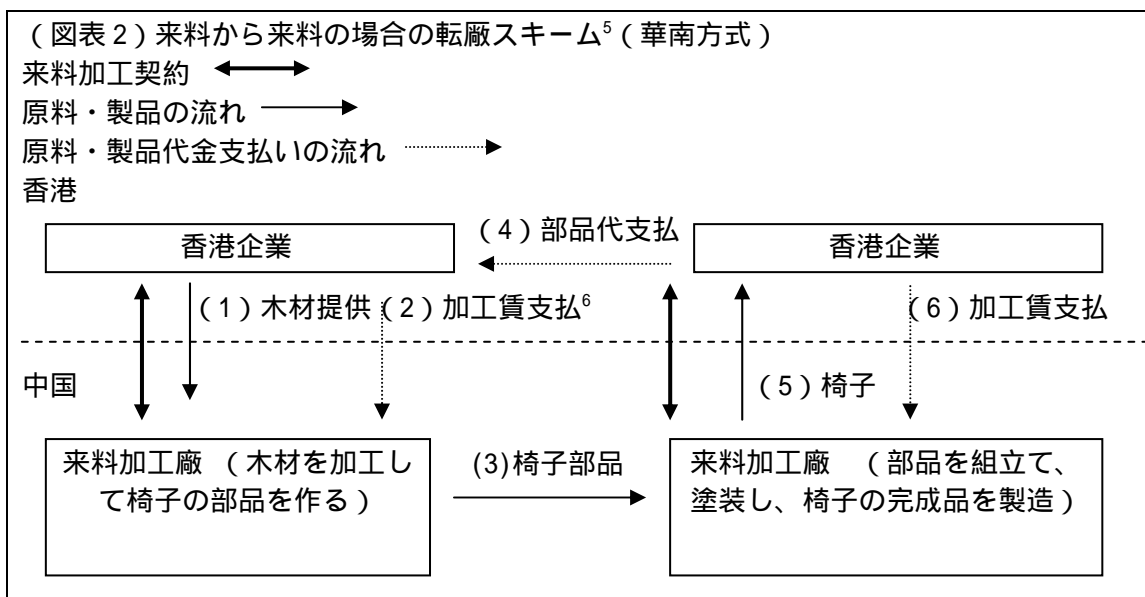 （図表２）来料から来料の場合の転廠スキーム5（華南方式）
来料加工契約
原料・製品の流れ
原料・製品代金支払いの流れ
香港
香港企業
（４）部品代支払
香港企業
（１）木材提供
（２）加工賃支払6
（６）加工賃支払
中国
（５）椅子
来料加工廠　（木材を加工し
て椅子の部品を作る）
(3)椅子部品
来料加工廠　（部品を組立て、
塗装し、椅子の完成品を製造）